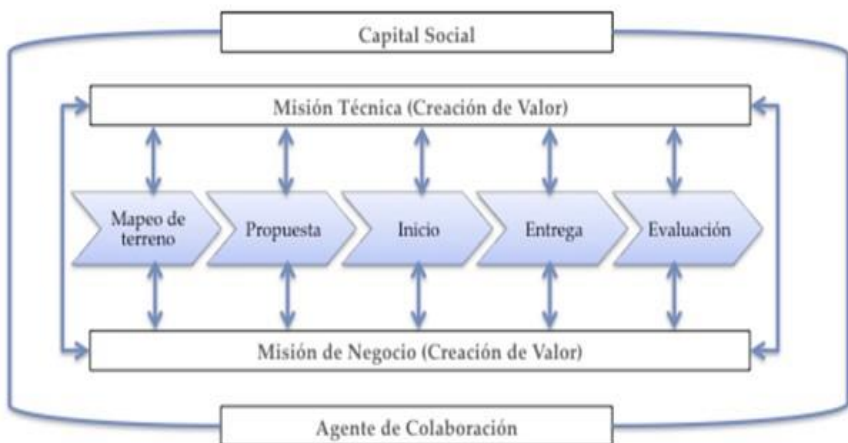 Capital Social
Misión Técnica (Creación de Valor)
Mapeo de
terreno
Propuesta
Inicio
Entrega
Evaluación
Misión de Negocio (Creación de Valor)
Agente de Colaboración